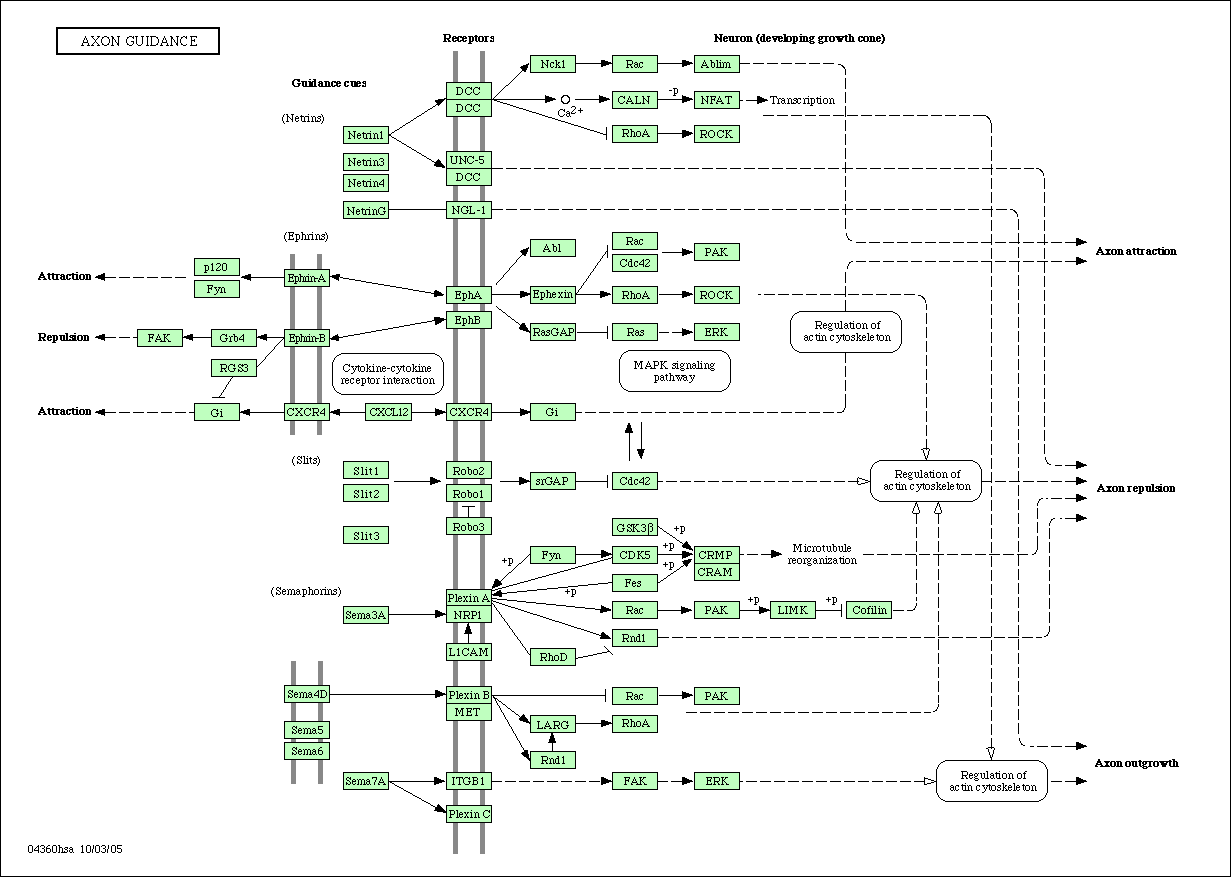 AXON GUIDANCE
Receptors
Neuron (developing growth cone)
Guidance cues
(Netrins)
Netrin1
Netrin3
Netrin4
NetrinG
DCC
DCC
UNC-5
DCC
NGL-1
Nck1
Rac
Ablim
Ca2+
CALN
-p
NFAT
Transcription
RhoA
ROCK
(Ephrins)
Attraction
p120
Fyn
Ephrin-A
EphA
EphB
Abl
Rac
Cdc42
PAK
Ephexin
RhoA
ROCK
RasGAP
Ras
ERK
Axon attraction
Regulation of
actin cytoskeleton
Repulsion
FAK
Grb4
Ephrin-B
RGS3
Cytokine-cytokine
receptor interaction
MAPK signaling
pathway
Attraction
Gi
CXCR4
CXCL12
CXCR4
Gi
(Slits)
Slit1
Slit2
Slit3
Robo2
Robo1
Robo3
srGAP
Cdc42
Regulation of
actin cytoskeleton
Axon repulsion
GSK3β
+p
Fyn
CDK5
+p
CRMP
CRAM
Microtubule
reorganization
+p
Fes
+p
+p
(Semaphorins)
Sema3A
Plexin A
NRP1
L1CAM
Rac
PAK
+p
LIMK
+p
Cofilin
Rnd1
RhoD
Sema4D
Sema5
Sema6
Plexin B
MET
Rac
PAK
LARG
RhoA
Rnd1
Sema7A
ITGB1
Plexin C
FAK
ERK
Regulation of
actin cytoskeleton
Axon outgrowth
04360hsa 10/03/05